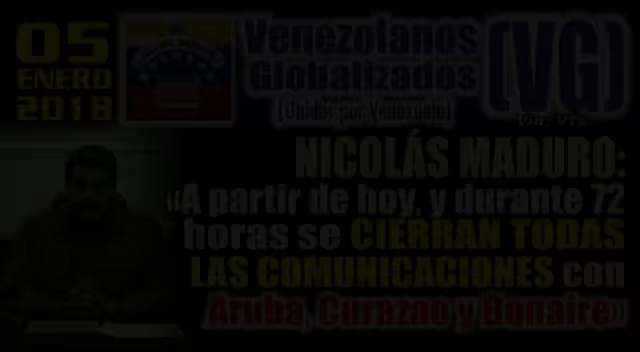 05
ENERO
2018
Venezolanos
Globalizados
(Unidos por Venezuela)
(VG)
NICOLÁS MADURO:
«A partir de hoy, y durante 72
horas se CIERRAN TODAS
LAS COMUNICACIONES con
Aruba, Curazao y Bonaire»